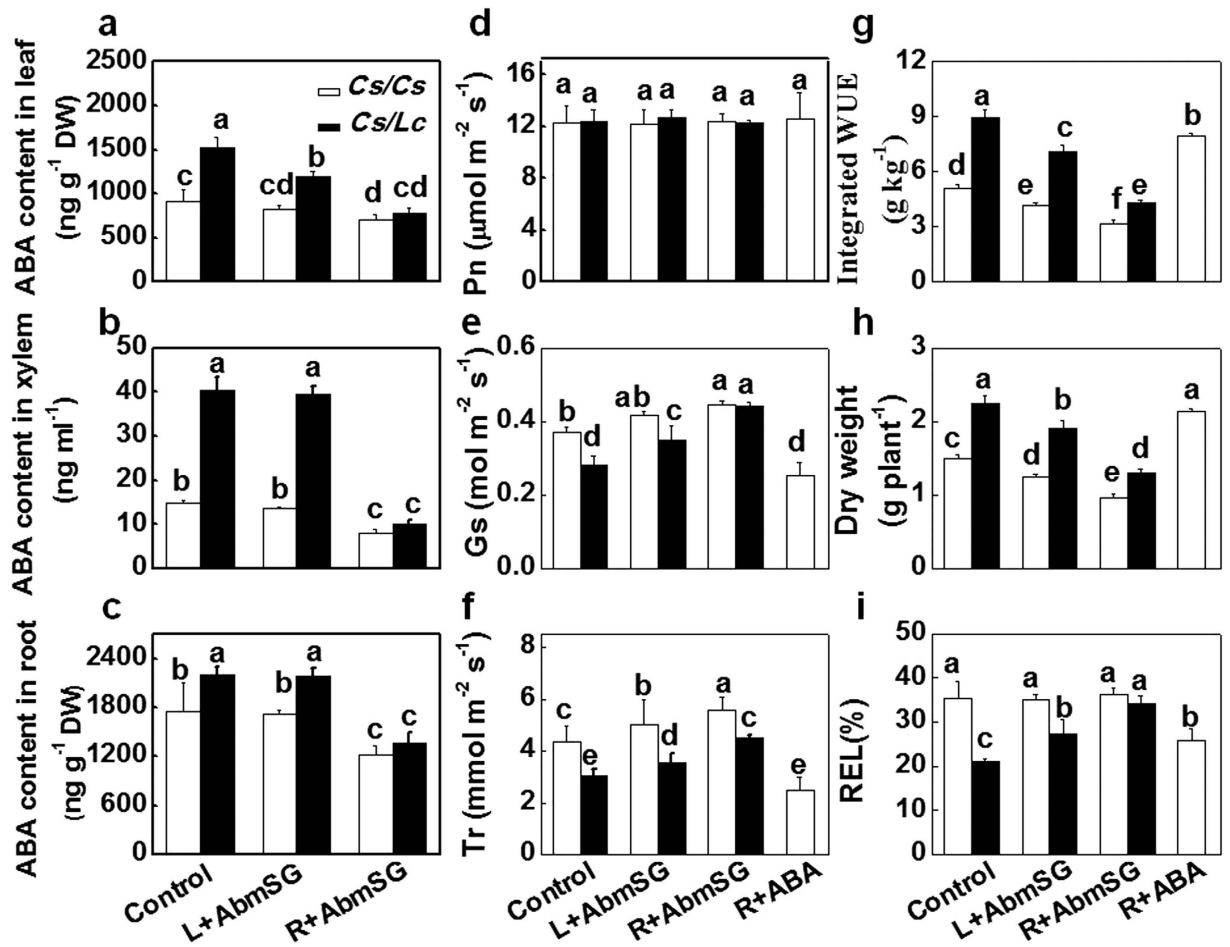 a
ABA content in leaf
(ng g-1 DW)
2500
2000
1500
1000
500
0
Cs/Cs
Cs/Lc
c a cd b d cd
b
ABA content in xylem
(ng ml-1)
50
40
30
20
10
0
b a b a c c
c
ABA content in root
(ng g-1 DW)
2400
1800
1200
600
0
b a b a c c
Control L+AbmSG R+AbmSG
d
Pn (μmol m-2 s-1)
16
12
8
4
0
a a a a a a a
e
Gs (mol m-2 s-1)
0.6
0.4
0.2
0.0
b d ab c a a d
f
Tr (mmol m-2 s-1)
8
6
4
2
0
c e b d a c e
Control L+AbmSG R+AbmSG R+ABA
g
Integrated WUE
(g kg-1)
12
9
6
3
0
d a e c f e b
h
Dry weight
(g plant-1)
3
2
1
0
c a d b e d a
i
REL(%)
50
40
30
20
10
0
a c a b a a b
Control L+AbmSG R+AbmSG R+ABA